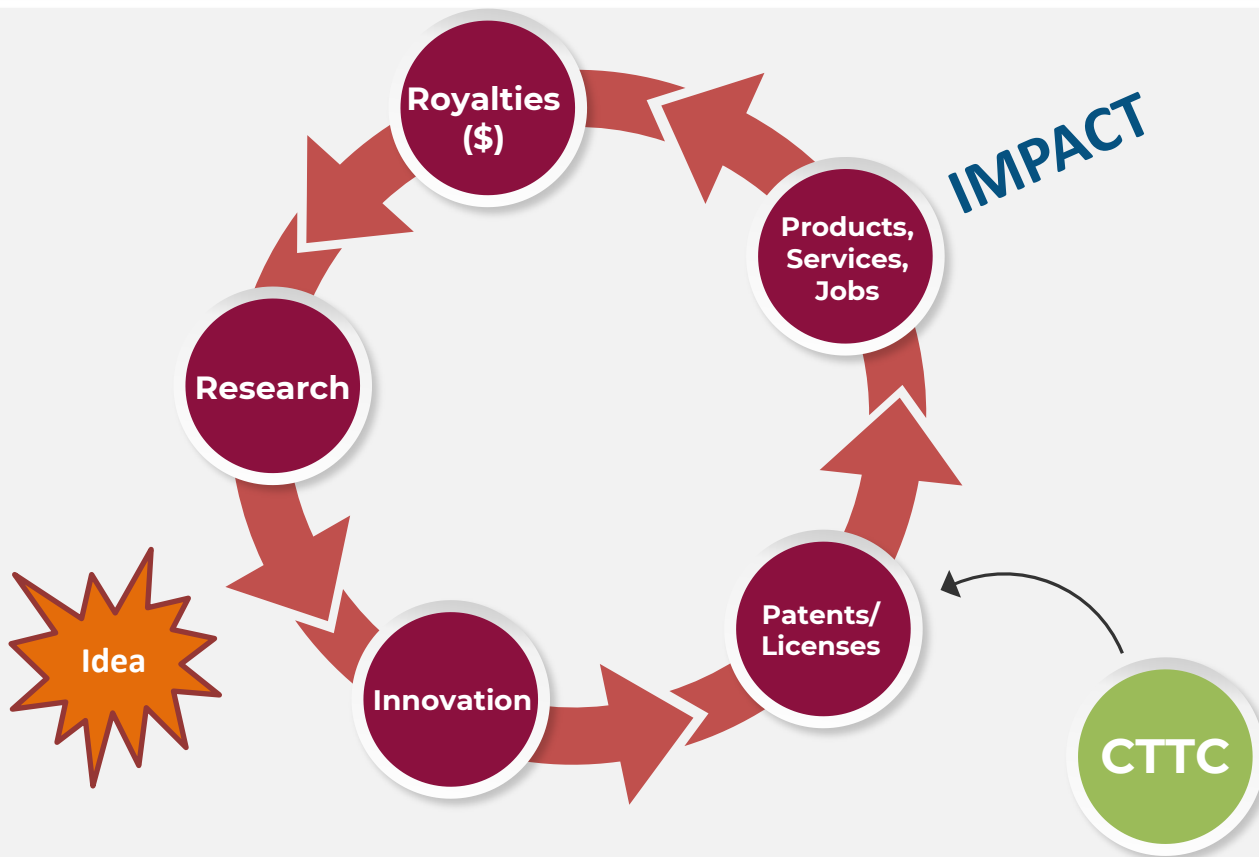 Royalties
($)
IMPACT
Products,
Services,
Jobs
Research
Patents/
Licenses
Idea
Innovation
CTTC